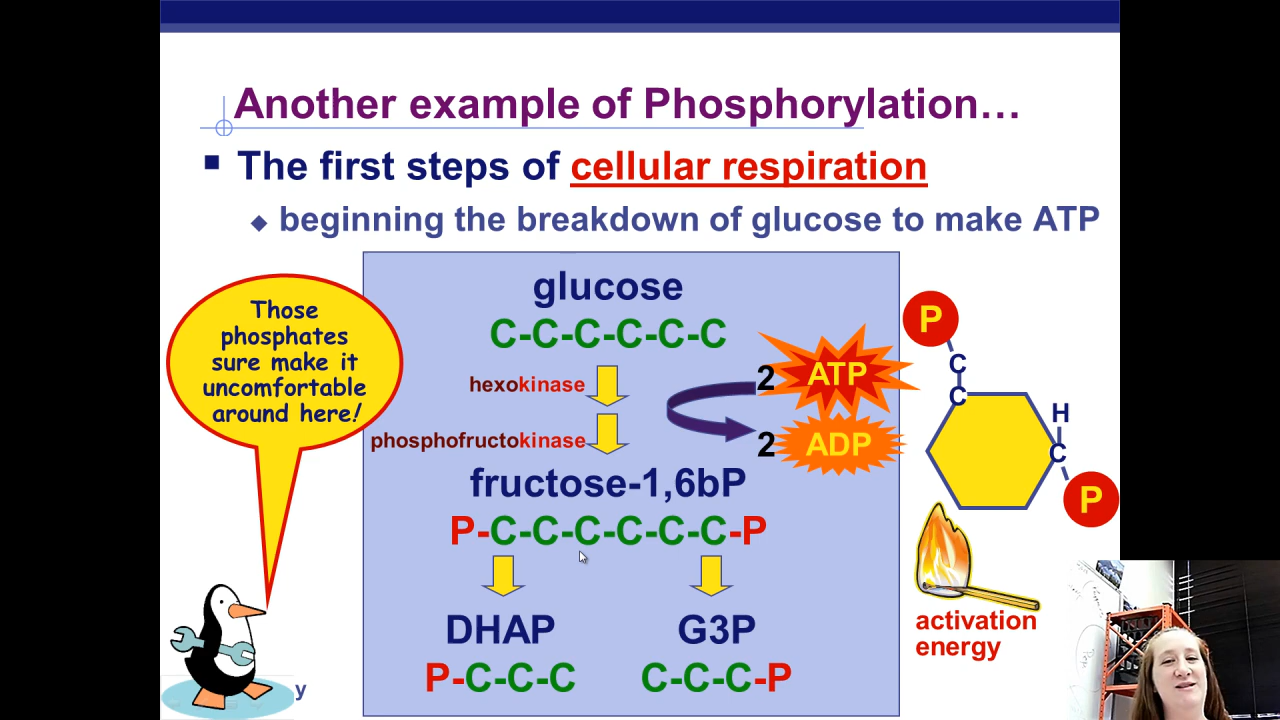 Another example of Phosphorylation…
The first steps of cellular respiration
beginning the breakdown of glucose to make ATP
Those
phosphates
sure make it
uncomfortable
around here!
glucose
C-C-C-C-C-C
hexokinase
phosphofructokinase
2 ATP
2 ADP
fructose-1,6bP
P-C-C-C-C-C-C-P
DHAP
P-C-C-C
G3P
C-C-C-P
P
C
C
H
C
P
activation
energy
y